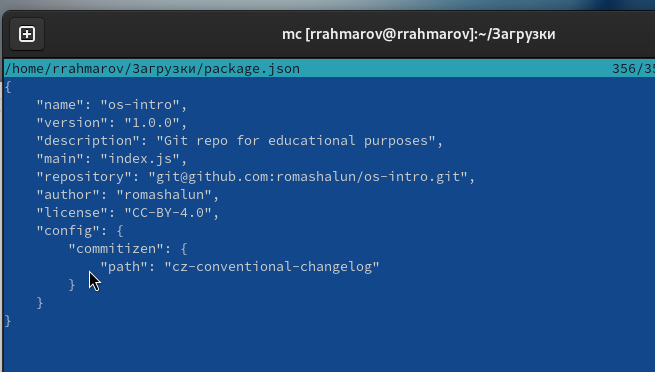 mc [rrahmarov@rrahmarov]:~/Загрузки
/home/rrahmarov/Загрузки/package.json 356/35
{
    "name": "os-intro",
    "version": "1.0.0",
    "description": "Git repo for educational purposes",
    "main": "index.js",
    "repository": "git@github.com:romashalun/os-intro.git",
    "author": "romashalun",
    "license": "CC-BY-4.0",
    "config": {
        "commitizen": {
            "path": "cz-conventional-changelog"
        }
    }
}